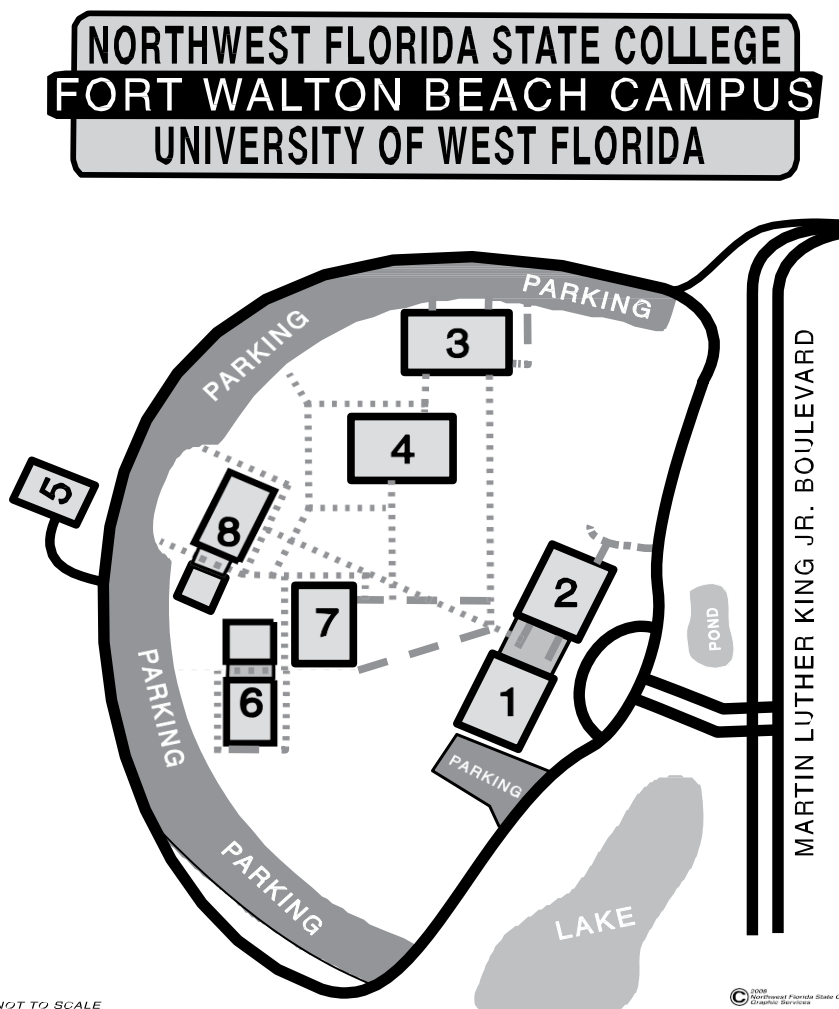 NORTHWEST FLORIDA STATE COLLEGE
FORT WALTON BEACH CAMPUS
UNIVERSITY OF WEST FLORIDA
PARKING
PARKING
3
4
5
8
2
7
1
6
PARKING
PARKING
PARKING
POND
LAKE
MARTIN LUTHER KING JR. BOULEVARD
NOT TO SCALE
© 2008
Northwest Florida State
Graphic Services